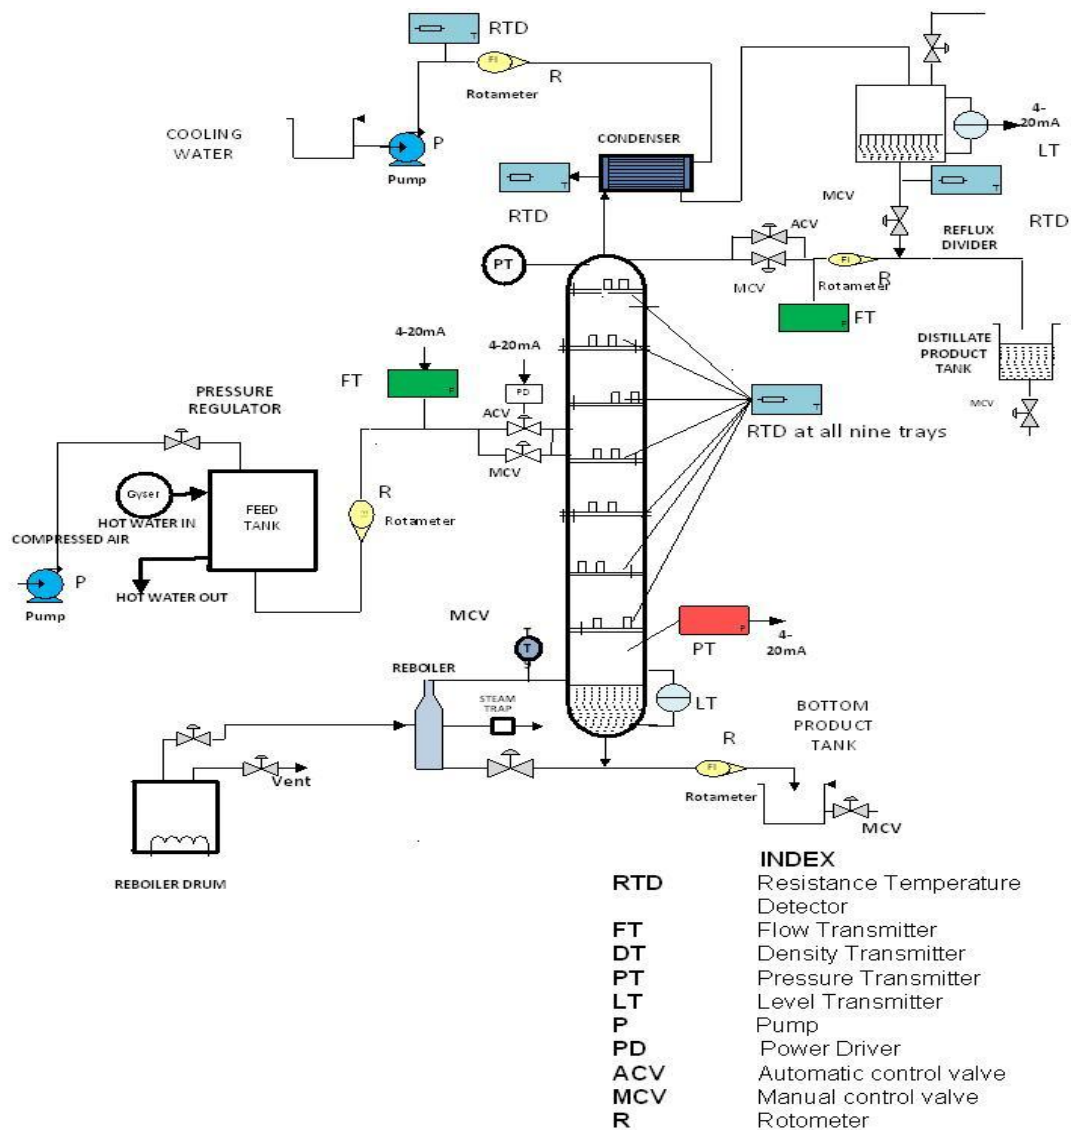 RTD
T
FI
R
Rotameter
COOLING
WATER
P
Pump
CONDENSER
T
RTD
4-
20mA
LT
T
MCV
RTD
ACV
REFLUX
DIVIDER
PT
FI
R
MCV
Rotameter
F
FT
4-20mA
4-20mA
DISTILLATE
PRODUCT
TANK
FT
F
PD
PRESSURE
REGULATOR
ACV
T
MCV
RTD at all nine trays
MCV
R
Gyser
FEED
TANK
Rotameter
HOT WATER IN
COMPRESSED AIR
P
HOT WATER OUT
Pump
MCV
T
T
9
P
PT
4-
20mA
REBOILER
STEAM
TRAP
LT
BOTTOM
PRODUCT
TANK
R
FI
Vent
Rotameter
MCV
REBOILER DRUM
INDEX
RTD Resistance Temperature
Detector
FT Flow Transmitter
DT Density Transmitter
PT Pressure Transmitter
LT Level Transmitter
P Pump
PD Power Driver
ACV Automatic control valve
MCV Manual control valve
R Rotometer